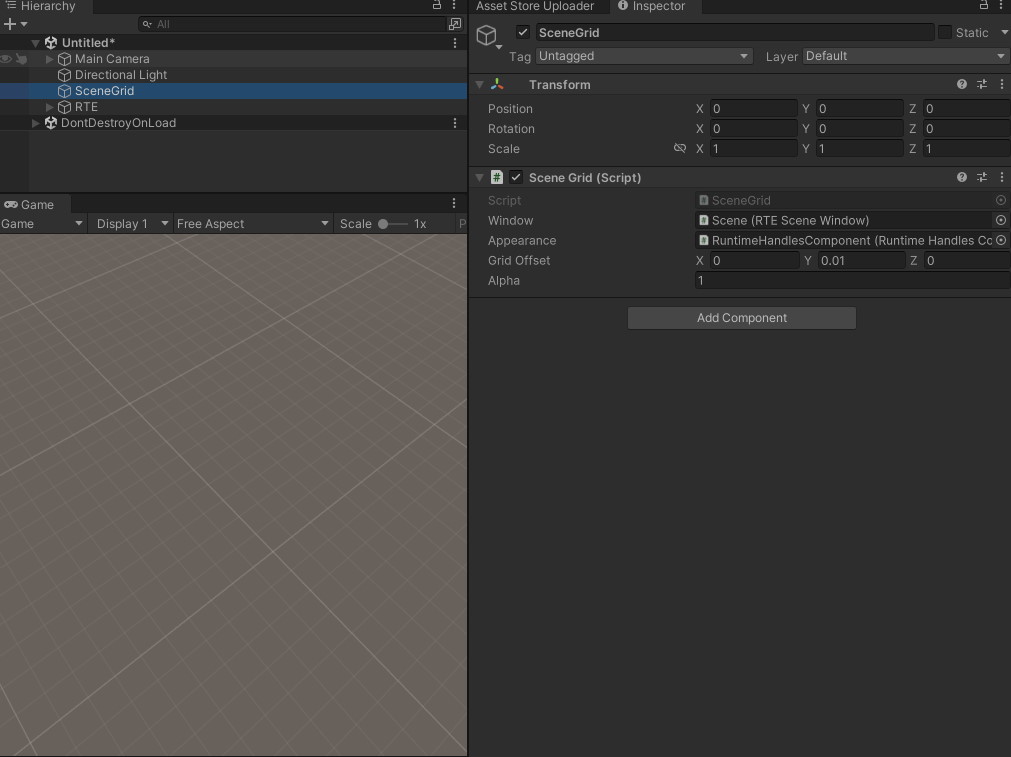 Hierarchy
All
Untitled*
Main Camera
Directional Light
SceneGrid
RTE
DontDestroyOnLoad
Game
Game Display 1 Free Aspect Scale 1x P
Asset Store Uploader Inspector
SceneGrid Static
Tag Untagged Layer Default
Transform
Position X 0 Y 0 Z 0
Rotation X 0 Y 0 Z 0
Scale X 1 Y 1 Z 1
# Scene Grid (Script)
Script # SceneGrid
Window # Scene (RTE Scene Window)
Appearance # RuntimeHandlesComponent (Runtime Handles Co
Grid Offset X 0 Y 0.01 Z 0
Alpha 1
Add Component